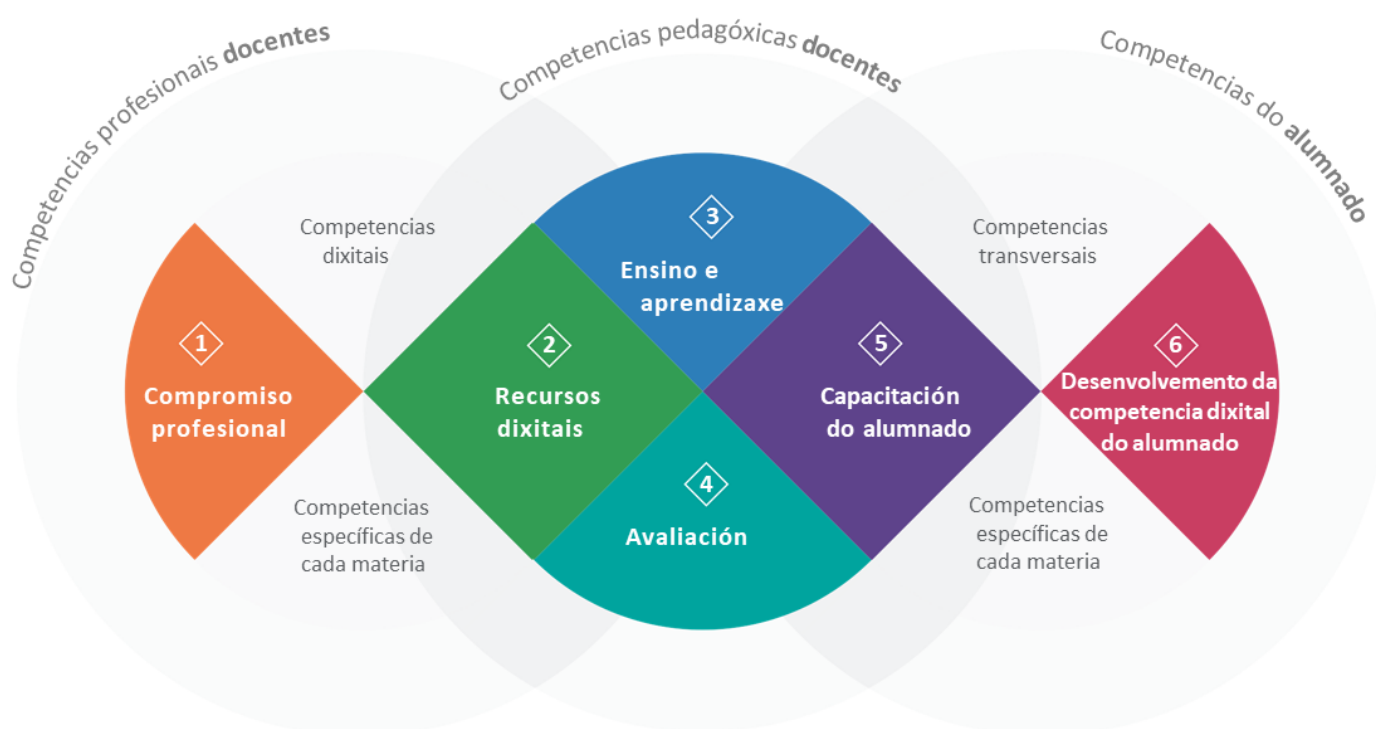 Competencias profesionais docentes
Competencias pedagóxicas docentes
Competencias do alumnado
Competencias
dixitais
1
Compromiso
profesional
Competencias
específicas de
cada materia
2
Recursos
dixitais
3
Ensino e
aprendizaxe
4
Avaliación
5
Capacitación
do alumnado
Competencias
transversais
6
Desenvolvemento da
competencia dixital
do alumnado
Competencias
específicas de
cada materia